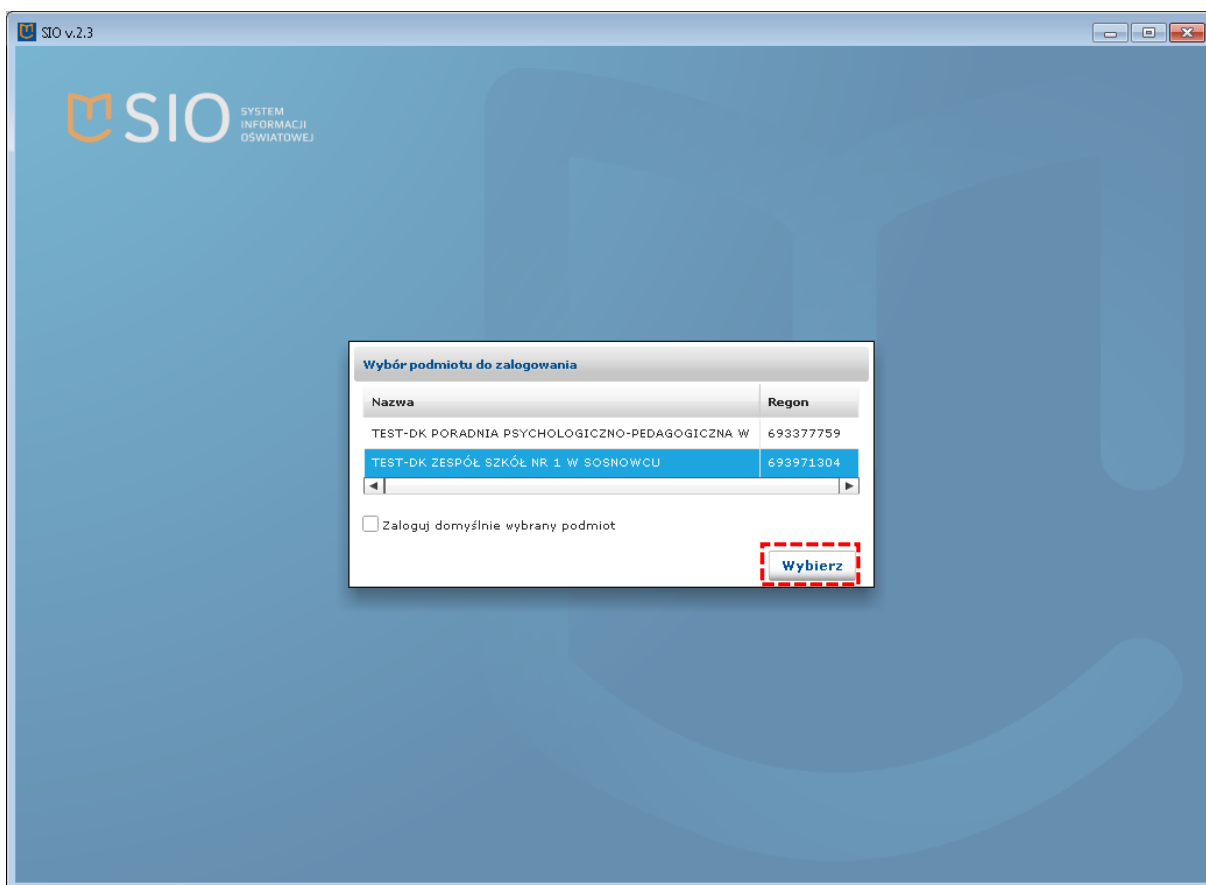 SIO v.2.3
SIO
SYSTEM
INFORMACJI
OŚWIATOWEJ
Wybór podmiotu do zalogowania
Nazwa Regon
TEST-DK PORADNIA PSYCHOLOGICZNO-PEDAGOGICZNA W 693377759
TEST-DK ZESPÓŁ SZKÓŁ NR 1 W SOSNOWCU 693971304
Zaloguj domyślnie wybrany podmiot
Wybierz